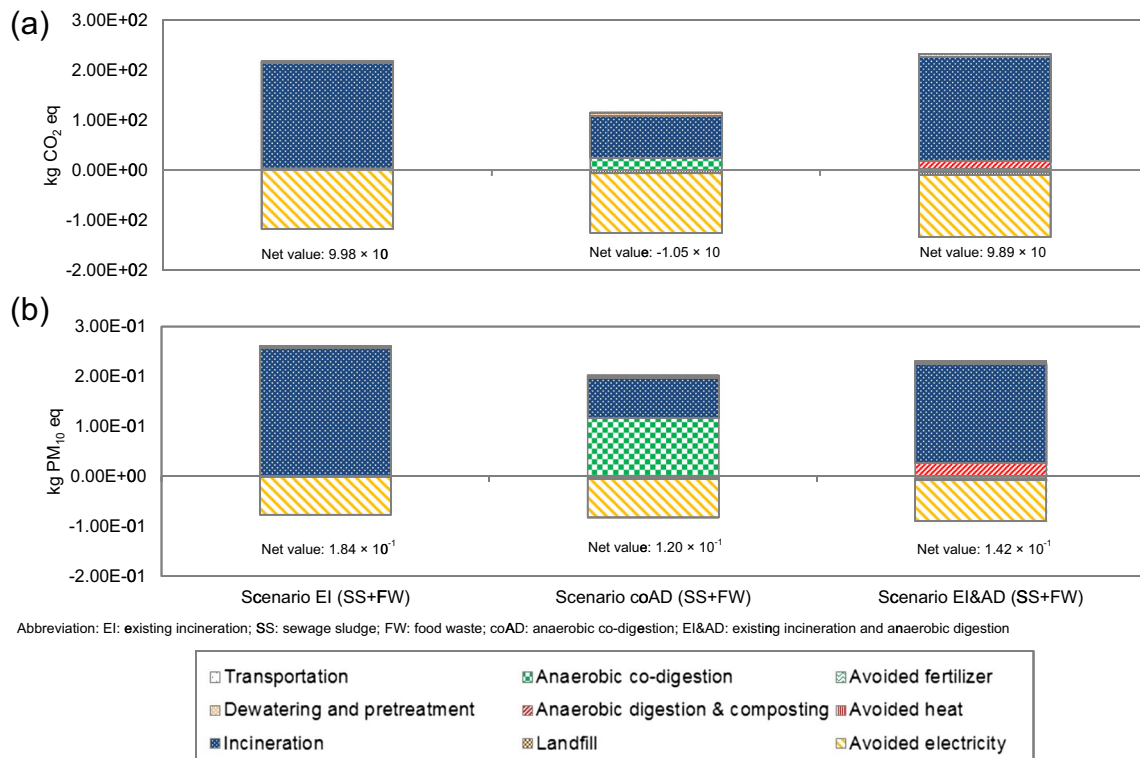 (a)
3.00E+02
2.00E+02
1.00E+02
0.00E+00
-1.00E+02
-2.00E+02
kg CO₂ eq
Net value: 9.98 × 10 Net value: -1.05 × 10 Net value: 9.89 × 10
(b)
3.00E-01
2.00E-01
1.00E-01
0.00E+00
-1.00E-01
-2.00E-01
kg PM₁₀ eq
Net value: 1.84 × 10⁻¹ Net value: 1.20 × 10⁻¹ Net value: 1.42 × 10⁻¹
Scenario EI (SS+FW) Scenario coAD (SS+FW) Scenario EI&AD (SS+FW)
Abbreviation: EI: existing incineration; SS: sewage sludge; FW: food waste; coAD: anaerobic co-digestion; EI&AD: existing incineration and anaerobic digestion
Transportation Anaerobic co-digestion Avoided fertilizer
Dewatering and pretreatment Anaerobic digestion & composting Avoided heat
Incineration Landfill Avoided electricity